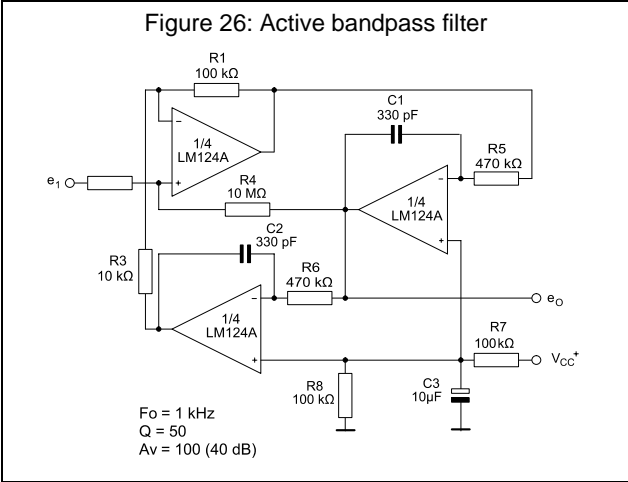 Figure 26: Active bandpass filter
R1
100 kΩ
C1
330 pF
R5
470 kΩ
1/4
LM124A
e1
R4
10 MΩ
1/4
LM124A
R3
10 kΩ
C2
330 pF
R6
470 kΩ
1/4
LM124A
eO
R7
100kΩ
VCC+
R8
100 kΩ
C3
10µF
Fo = 1 kHz
Q = 50
Av = 100 (40 dB)
−
+
−
+
−
+